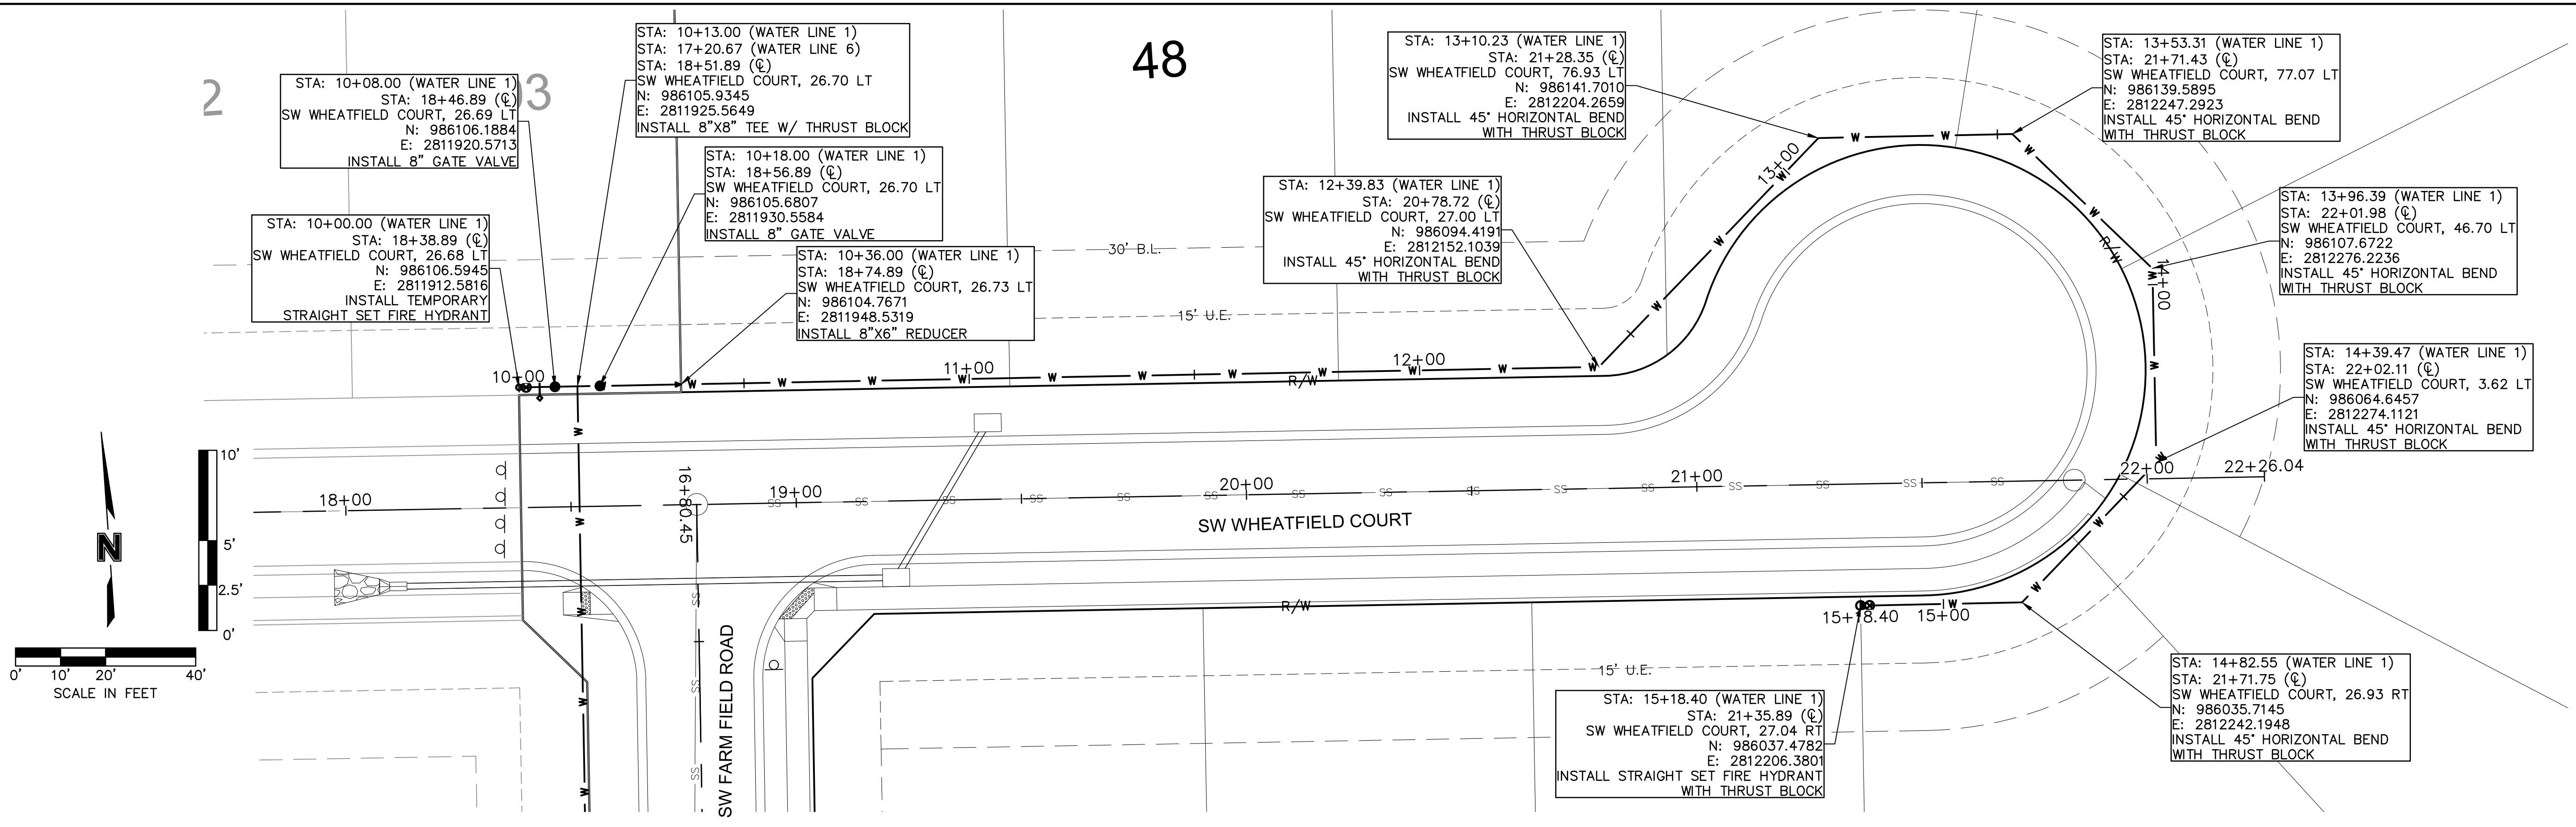 48
2
03
STA: 10+08.00 (WATER LINE 1)
STA: 18+46.89 (℄)
SW WHEATFIELD COURT, 26.69 LT
N: 986106.1884
E: 2811920.5713
INSTALL 8" GATE VALVE
STA: 10+13.00 (WATER LINE 1)
STA: 17+20.67 (WATER LINE 6)
STA: 18+51.89 (℄)
SW WHEATFIELD COURT, 26.70 LT
N: 986105.9345
E: 2811925.5649
INSTALL 8"X8" TEE W/ THRUST BLOCK
STA: 10+18.00 (WATER LINE 1)
STA: 18+56.89 (℄)
SW WHEATFIELD COURT, 26.70 LT
N: 986105.6807
E: 2811930.5584
INSTALL 8" GATE VALVE
STA: 10+00.00 (WATER LINE 1)
STA: 18+38.89 (℄)
SW WHEATFIELD COURT, 26.68 LT
N: 986106.5945
E: 2811912.5816
INSTALL TEMPORARY
STRAIGHT SET FIRE HYDRANT
STA: 10+36.00 (WATER LINE 1)
STA: 18+74.89 (℄)
SW WHEATFIELD COURT, 26.73 LT
N: 986104.7671
E: 2811948.5319
INSTALL 8"X6" REDUCER
STA: 13+10.23 (WATER LINE 1)
STA: 21+28.35 (℄)
SW WHEATFIELD COURT, 76.93 LT
N: 986141.7010
E: 2812204.2659
INSTALL 45° HORIZONTAL BEND
WITH THRUST BLOCK
STA: 12+39.83 (WATER LINE 1)
STA: 20+78.72 (℄)
SW WHEATFIELD COURT, 27.00 LT
N: 986094.4191
E: 2812152.1039
INSTALL 45° HORIZONTAL BEND
WITH THRUST BLOCK
STA: 13+53.31 (WATER LINE 1)
STA: 21+71.43 (℄)
SW WHEATFIELD COURT, 77.07 LT
N: 986139.5895
E: 2812247.2923
INSTALL 45° HORIZONTAL BEND
WITH THRUST BLOCK
STA: 13+96.39 (WATER LINE 1)
STA: 22+01.98 (℄)
SW WHEATFIELD COURT, 46.70 LT
N: 986107.6722
E: 2812276.2236
INSTALL 45° HORIZONTAL BEND
WITH THRUST BLOCK
STA: 14+39.47 (WATER LINE 1)
STA: 22+02.11 (℄)
SW WHEATFIELD COURT, 3.62 LT
N: 986064.6457
E: 2812274.1121
INSTALL 45° HORIZONTAL BEND
WITH THRUST BLOCK
STA: 14+82.55 (WATER LINE 1)
STA: 21+71.75 (℄)
SW WHEATFIELD COURT, 26.93 RT
N: 986035.7145
E: 2812242.1948
INSTALL 45° HORIZONTAL BEND
WITH THRUST BLOCK
STA: 15+18.40 (WATER LINE 1)
STA: 21+35.89 (℄)
SW WHEATFIELD COURT, 27.04 RT
N: 986037.4782
E: 2812206.3801
INSTALL STRAIGHT SET FIRE HYDRANT
WITH THRUST BLOCK
30' B.L.
15' U.E.
10+00
11+00
12+00
13+00
14+00
15+00
15+18.40
R/W
R/W
R/W
15' U.E.
18+00
19+00
20+00
21+00
22+00
22+26.04
16+80.45
SW WHEATFIELD COURT
SW FARM FIELD ROAD
W W W W W W W W W W W
W W W W W W W W W W W W W W
W W W W W
SS SS SS SS SS SS SS SS SS SS SS SS SS SS SS
SS SS SS
N
10'
5'
2.5'
0'
0' 10' 20' 40'
SCALE IN FEET